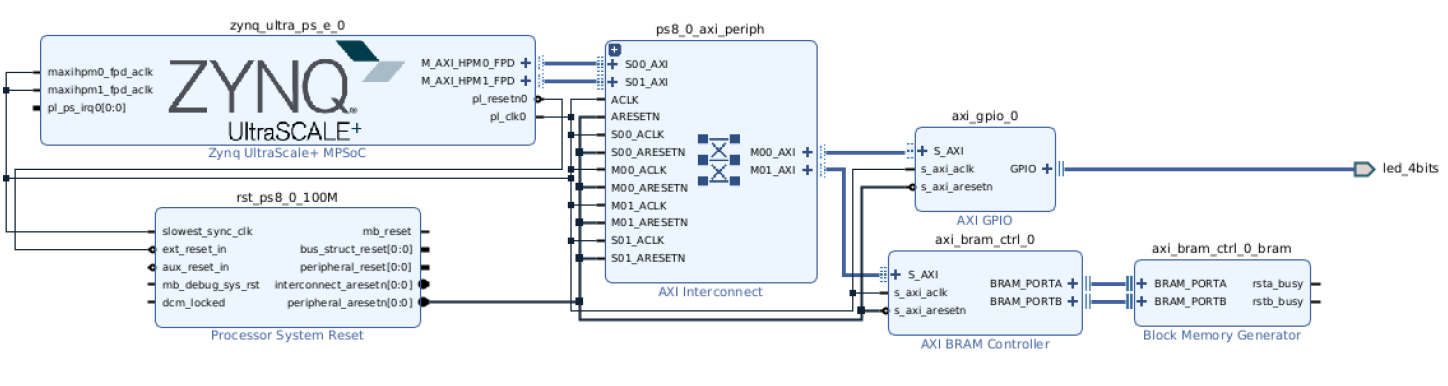 zynq_ultra_ps_e_0
maxihpm0_fpd_aclk
maxihpm1_fpd_aclk
pl_ps_irq0[0:0]
ZYNQ
UltraSCALE+
M_AXI_HPM0_FPD
M_AXI_HPM1_FPD
pl_resetn0
pl_clk0
Zynq UltraScale+ MPSoC
rst_ps8_0_100M
slowest_sync_clk
ext_reset_in
aux_reset_in
mb_debug_sys_rst
dcm_locked
mb_reset
bus_struct_reset[0:0]
peripheral_reset[0:0]
interconnect_aresetn[0:0]
peripheral_aresetn[0:0]
Processor System Reset
ps8_0_axi_periph
S00_AXI
S01_AXI
ACLK
ARESETN
S00_ACLK
S00_ARESETN
M00_ACLK
M00_ARESETN
M01_ACLK
M01_ARESETN
S01_ACLK
S01_ARESETN
M00_AXI
M01_AXI
AXI Interconnect
axi_gpio_0
S_AXI
s_axi_aclk
s_axi_aresetn
GPIO
AXI GPIO
led_4bits
axi_bram_ctrl_0
S_AXI
s_axi_aclk
s_axi_aresetn
BRAM_PORTA
BRAM_PORTB
AXI BRAM Controller
axi_bram_ctrl_0_bram
BRAM_PORTA
BRAM_PORTB
rsta_busy
rstb_busy
Block Memory Generator